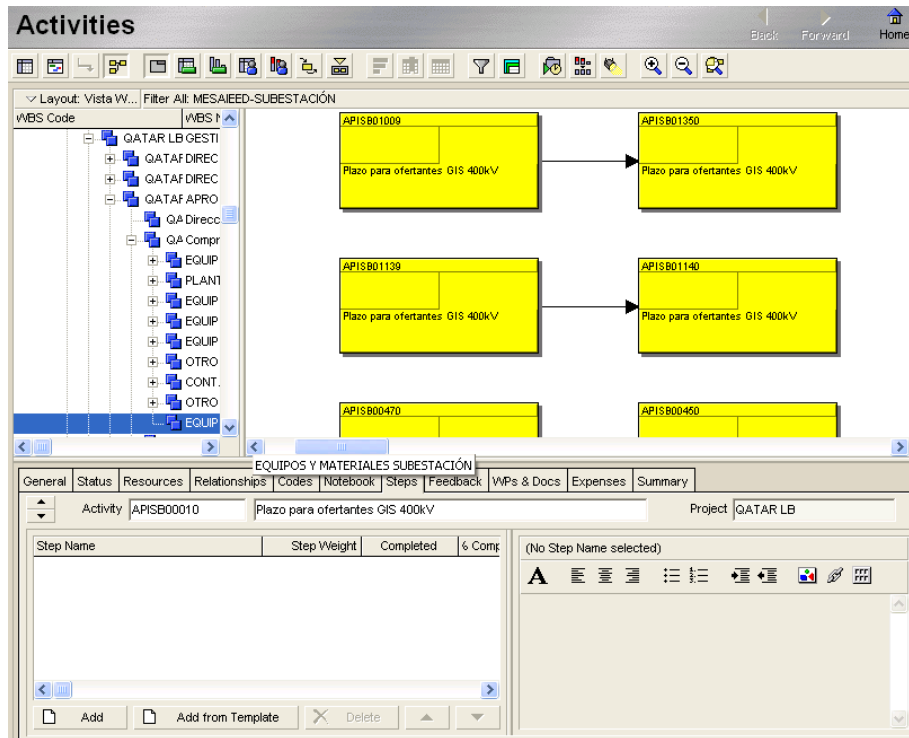 Activities
Back Forward Home
Layout: Vista W... Filter All: MESAIEED-SUBESTACIÓN
WBS Code WBS N
QATAR LB GESTI
QATAF DIREC
QATAF DIREC
QATAF APRO
QA Direcc
QA Compr
EQUIP
PLANT
EQUIP
EQUIP
EQUIP
OTRO
CONT.
OTRO
EQUIP
APISB01009
Plazo para ofertantes GIS 400kV
APISB01350
Plazo para ofertantes GIS 400kV
APISB01139
Plazo para ofertantes GIS 400kV
APISB01140
Plazo para ofertantes GIS 400kV
APISB00470
APISB00450
EQUIPOS Y MATERIALES SUBESTACIÓN
General Status Resources Relationships Codes Notebook Steps Feedback WPs & Docs Expenses Summary
Activity APISB00010 Plazo para ofertantes GIS 400kV Project QATAR LB
Step Name Step Weight Completed % Comp
(No Step Name selected)
A
Add Add from Template Delete